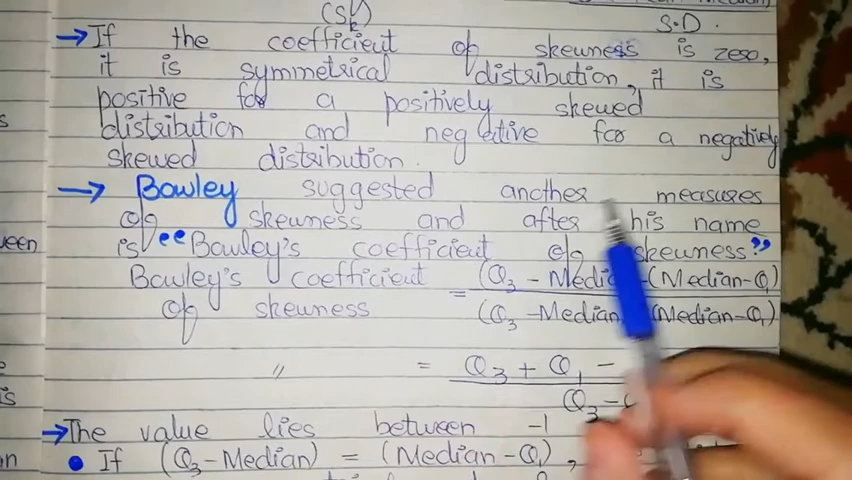 (Sk) S.D.
→ If the coefficient of skewness is zero,
it is symmetrical distribution, it is
positive for a positively skewed
distribution and negative for a negatively
skewed distribution.
→ Bowley suggested another measures
of skewness and after his name
is "Bowley's coefficient of skewness"
Bowley's coefficient = (Q3 - Median (Median-Q1)
of skewness (Q3 -Median (Median-Q1)
" = Q3 + Q1 -
Q3-
→ The value lies between -1
• If (Q3-Median) = (Median-Q1),